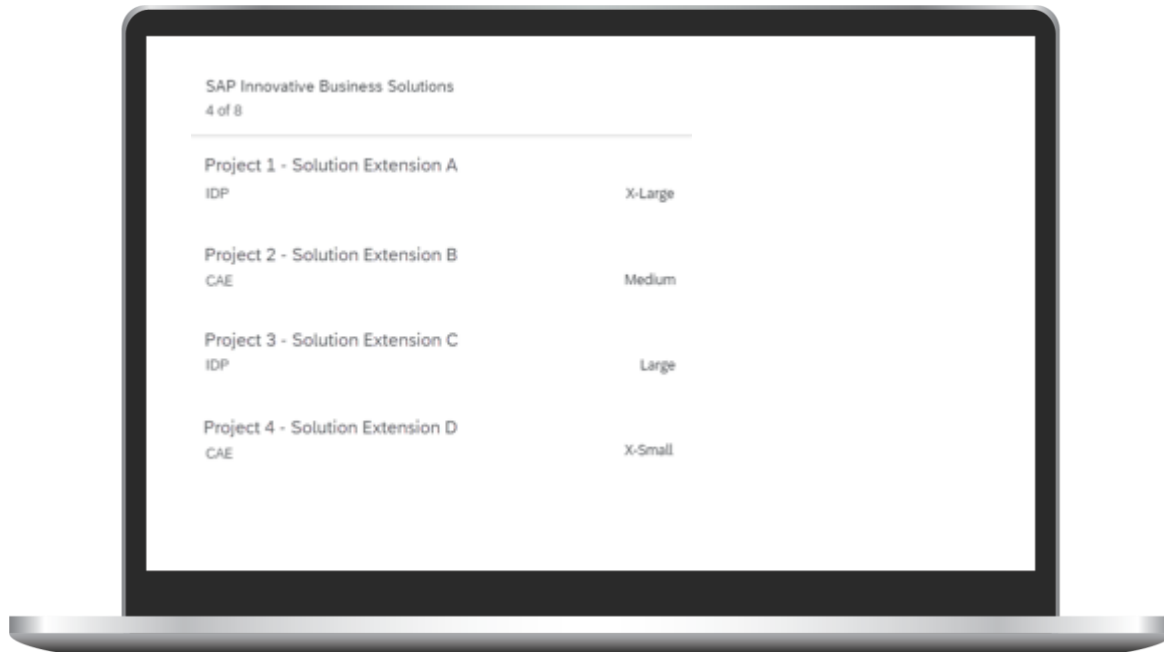 SAP Innovative Business Solutions
4 of 8
Project 1 - Solution Extension A
IDP X-Large
Project 2 - Solution Extension B
CAE Medium
Project 3 - Solution Extension C
IDP Large
Project 4 - Solution Extension D
CAE X-Small